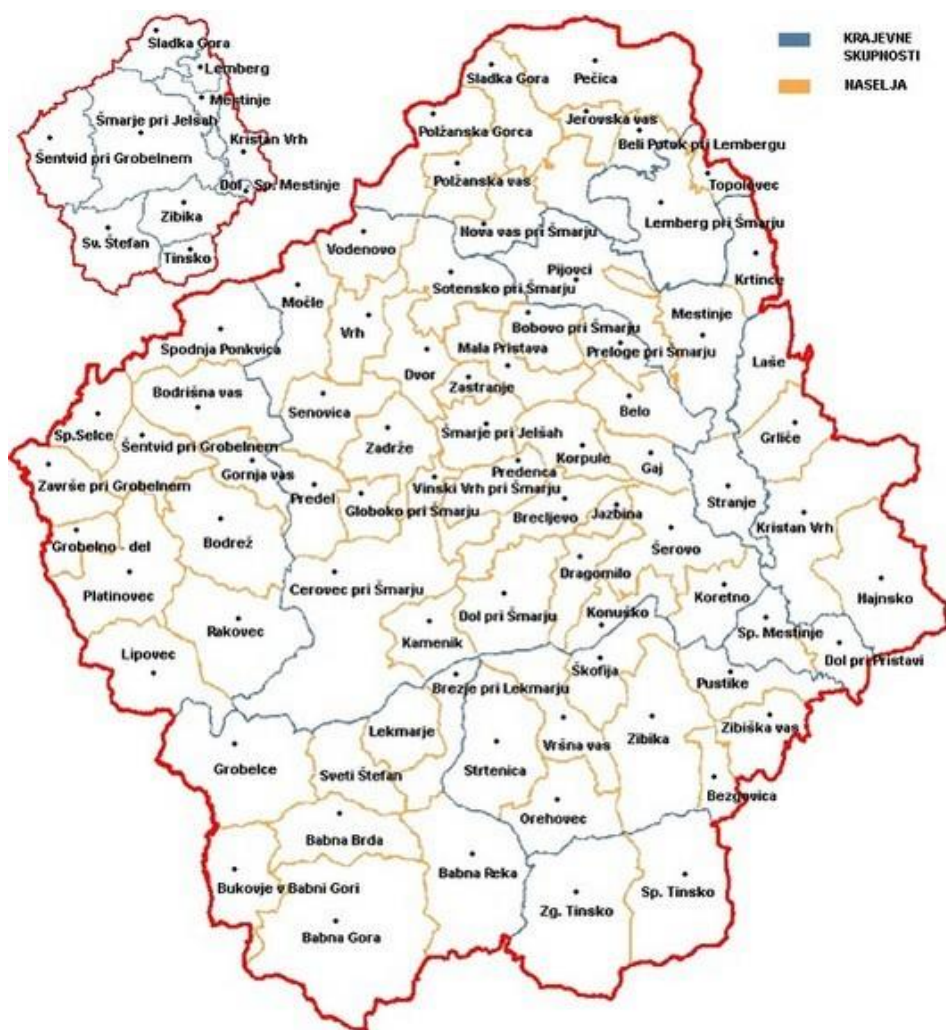 Sladka Gora
Lemberg
Mestinje
Šmarje pri Jelšah
Kristan Vrh
Šentvid pri Grobelnem
Dol - Sp. Mestinje
Zibika
Sv. Štefan
Tinsko
KRAJEVNE
SKUPNOSTI
NASELJA
Sladka Gora
Pečica
Jerovska vas
Polžanska Gorca
Beli Potok pri Lembergu
Polžanska vas
Topolovec
Lemberg pri Šmarju
Nova vas pri Šmarju
Vodenovo
Pijovci
Krtince
Sotensko pri Šmarju
Močle
Mestinje
Bobovo pri Šmarju
Vrh
Spodnja Ponkvica
Mala Pristava
Preloge pri Šmarju
Laše
Dvor
Zastranje
Bodrišna vas
Senovica
Belo
Sp.Selce
Šmarje pri Jelšah
Grliče
Šentvid pri Grobelnem
Zadrže
Korpule
Gaj
Gornja vas
Predenca
Završe pri Grobelnem
Predel
Vinski Vrh pri Šmarju
Stranje
Globoko pri Šmarju
Brecljevo
Jazbina
Kristan Vrh
Grobelno - del
Bodrež
Šerovo
Dragomilo
Platinovec
Cerovec pri Šmarju
Koretno
Hajnsko
Dol pri Šmarju
Konuško
Rakovec
Kamenik
Sp. Mestinje
Lipovec
Dol pri Pristavi
Škofija
Brezje pri Lekmarju
Pustike
Zibiška vas
Lekmarje
Zibika
Vršna vas
Grobelce
Strtenica
Sveti Štefan
Bezgovica
Orehovec
Babna Brda
Babna Reka
Bukovje v Babni Gori
Sp. Tinsko
Zg. Tinsko
Babna Gora